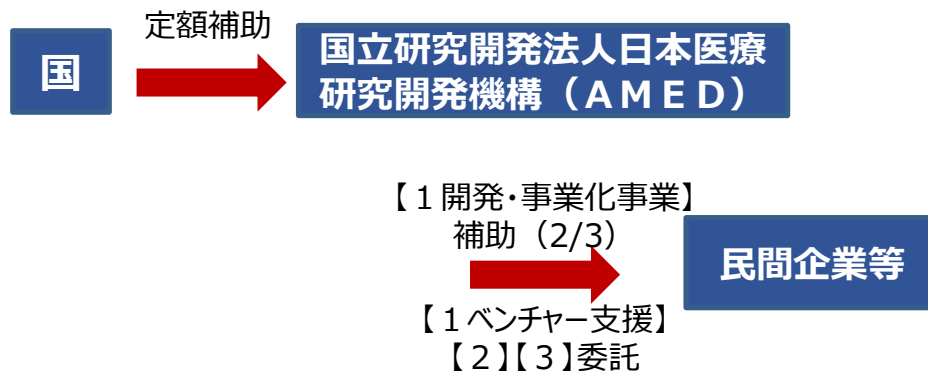 定額補助
国
国立研究開発法人日本医療
研究開発機構（ＡＭＥＤ）
【１開発・事業化事業】
補助（2/3）
民間企業等
【１ベンチャー支援】
【２】【３】委託